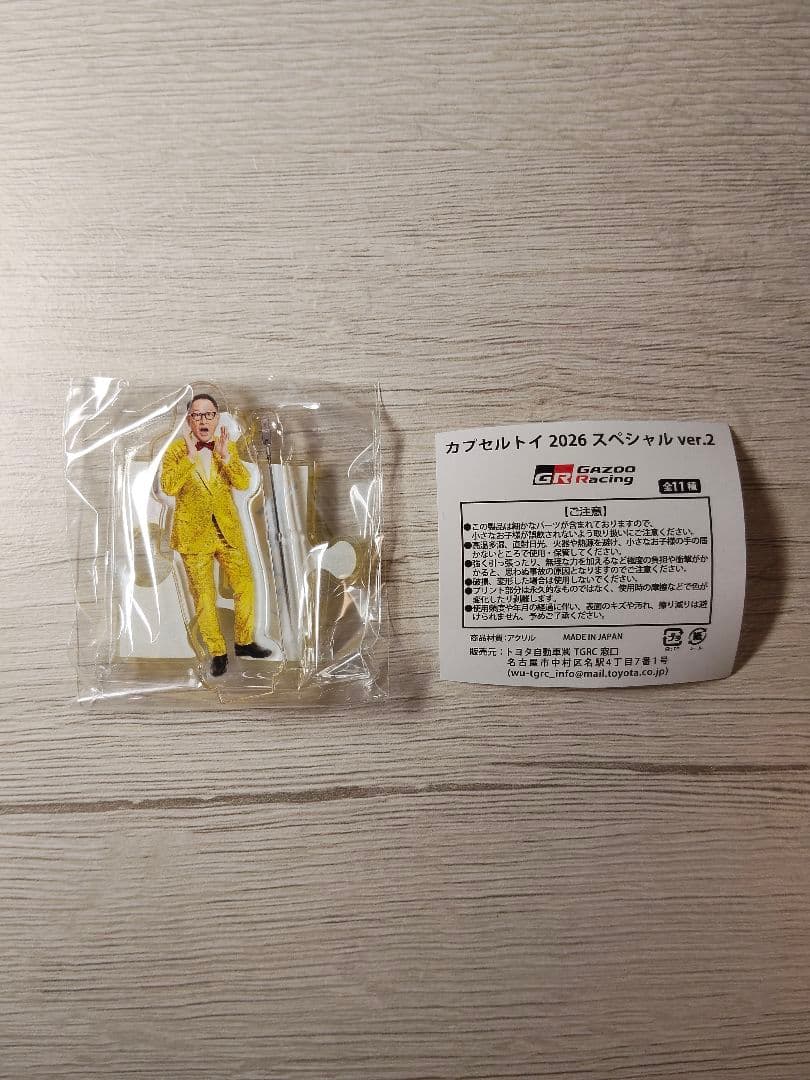 カプセルトイ 2026 スペシャル ver.2
GR GAZOO Racing
全11種
【ご注意】
●この製品は細かなパーツが含まれておりますので、
小さなお子様が誤飲されないよう取り扱いにご注意ください。
●高温多湿、直射日光、火器や熱源を避け、小さなお子様の手の届
かないところで使用・保管してください。
●強く引っ張ったり、無理な力を加えるなど極度の負担や衝撃がか
かると、思わぬ事故の原因となりますのでご注意ください。
●破損、変形した場合は使用しないでください。
●プリント部分は永久的なものではなく、使用時の摩擦などで色が
変化したり剥離します。
●使用頻度や年月の経過に伴い、表面のキズや汚れ、擦り減りは避
けられません。予めご了承ください。
商品材質：アクリル MADE IN JAPAN
販売元：トヨタ自動車㈱ TGRC 窓口
名古屋市中村区名駅4丁目7番1号
(wu-tgrc_info@mail.toyota.co.jp)